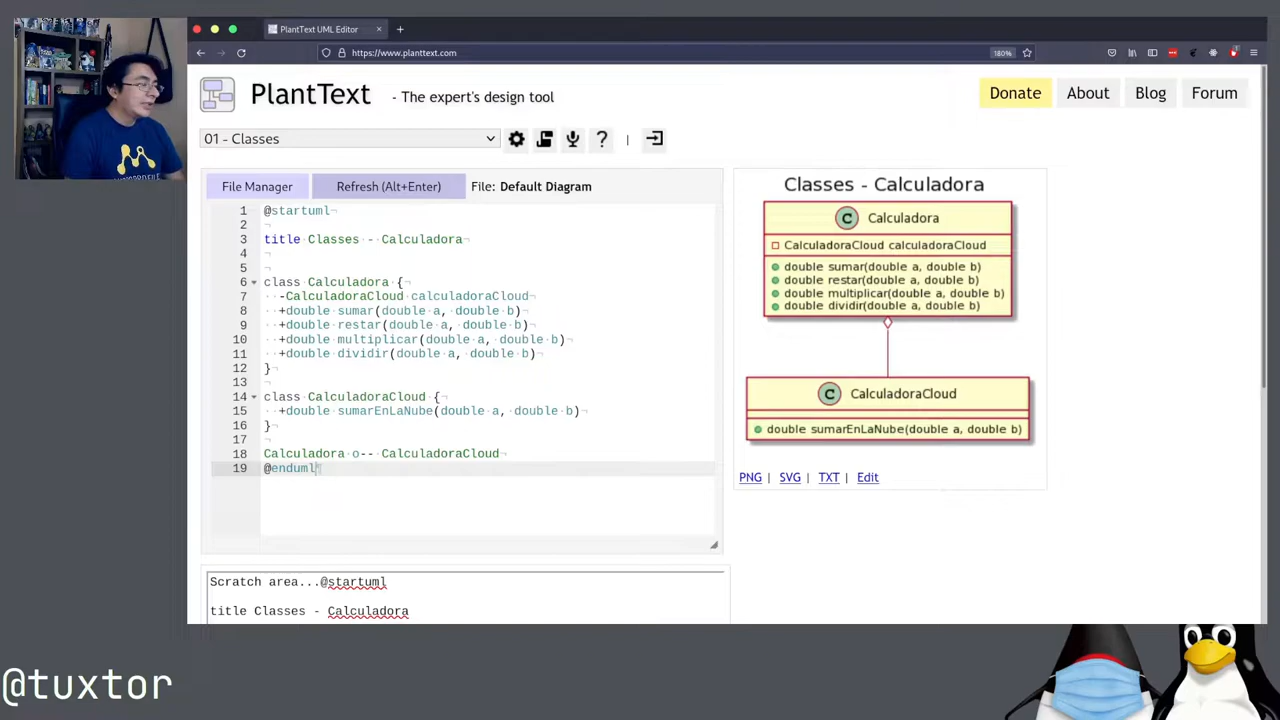 PlantText UML Editor
https://www.planttext.com
180%
PlantText - The expert's design tool
Donate
About
Blog
Forum
01 - Classes
File Manager
Refresh (Alt+Enter)
File: Default Diagram
1 @startuml
2
3 title Classes - Calculadora
4
5
6 class Calculadora {
7 -CalculadoraCloud calculadoraCloud
8 +double sumar(double a, double b)
9 +double restar(double a, double b)
10 +double multiplicar(double a, double b)
11 +double dividir(double a, double b)
12 }
13
14 class CalculadoraCloud {
15 +double sumarEnLaNube(double a, double b)
16 }
17
18 Calculadora o-- CalculadoraCloud
19 @enduml
Scratch area...@startuml
title Classes - Calculadora
Classes - Calculadora
C Calculadora
CalculadoraCloud calculadoraCloud
double sumar(double a, double b)
double restar(double a, double b)
double multiplicar(double a, double b)
double dividir(double a, double b)
C CalculadoraCloud
double sumarEnLaNube(double a, double b)
PNG | SVG | TXT | Edit
@tuxtor